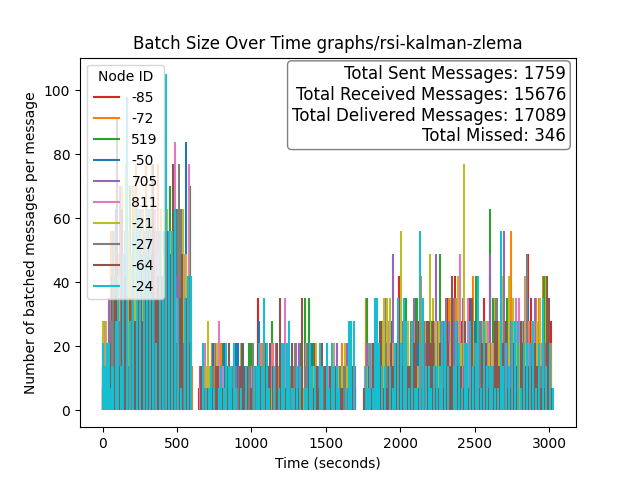 Batch Size Over Time graphs/rsi-kalman-zlema
Node ID
-85
-72
519
-50
705
811
-21
-27
-64
-24
Total Sent Messages: 1759
Total Received Messages: 15676
Total Delivered Messages: 17089
Total Missed: 346
Number of batched messages per message
100
80
60
40
20
0
0 500 1000 1500 2000 2500 3000
Time (seconds)